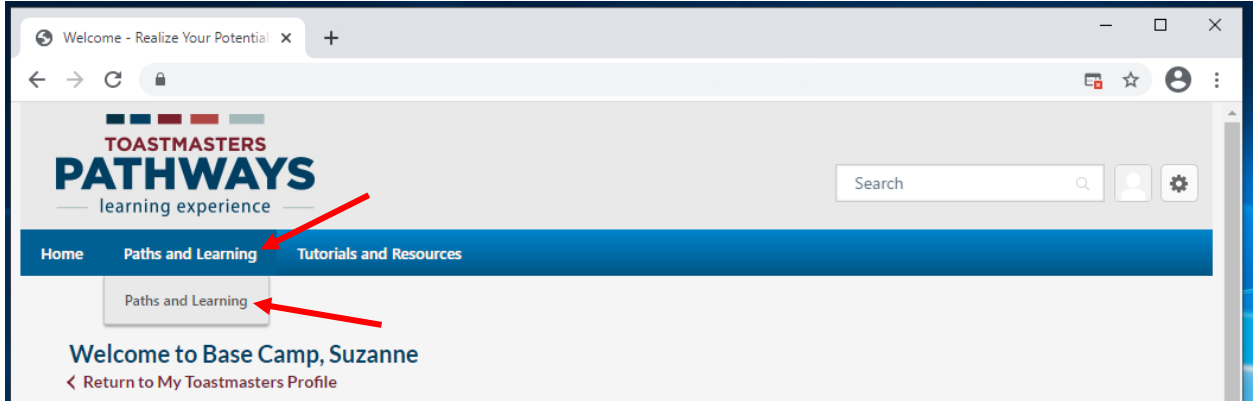 Welcome - Realize Your Potential
TOASTMASTERS
PATHWAYS
learning experience
Search
Home Paths and Learning Tutorials and Resources
Paths and Learning
Welcome to Base Camp, Suzanne
Return to My Toastmasters Profile